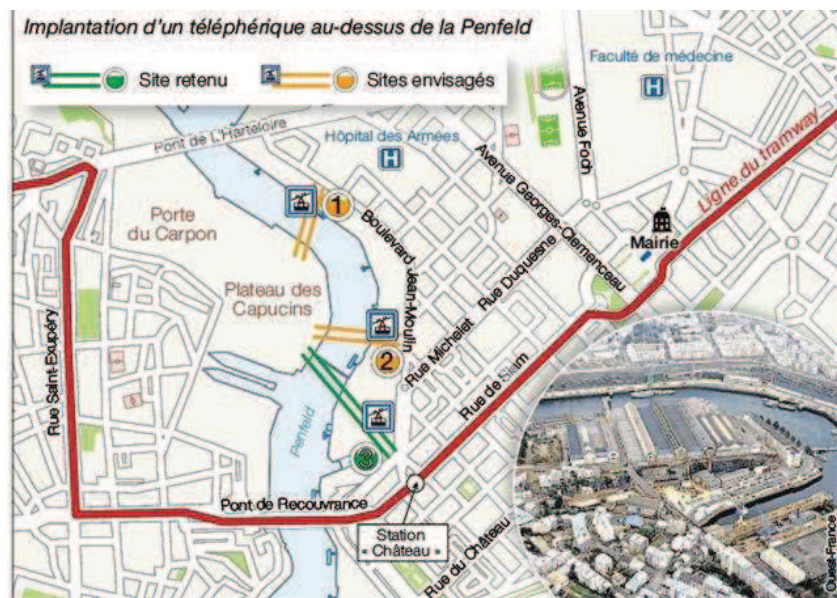 Implantation d'un téléphérique au-dessus de la Penfeld
Site retenu
Sites envisagés
Faculté de médecine
H
Pont de L'Harteloire
Hôpital des Armées
H
Avenue Foch
Avenue Georges-Clemenceau
Ligne du tramway
Porte
du Carpon
1
Boulevard Jean-Moulin
Mairie
Rue Duquesne
Plateau des
Capucins
2
Rue Michelet
Rue Saint-Exupéry
Rue de Siam
Penfeld
3
Pont de Recouvrance
Station
« Château »
Rue du Château
Ouest-France